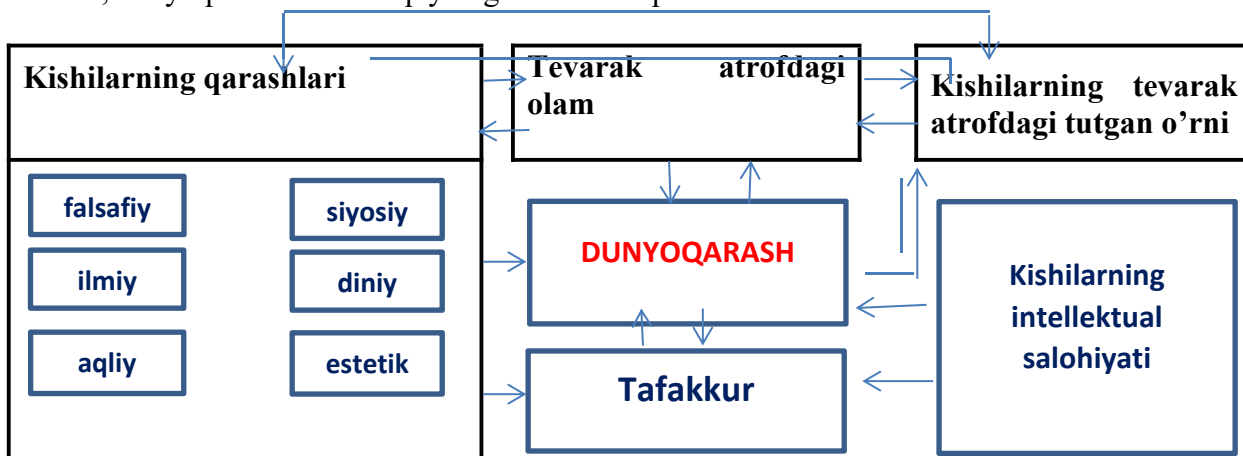 Kishilarning qarashlari
Tevarak atrofdagi
olam
Kishilarning tevarak
atrofdagi tutgan o’rni
falsafiy
siyosiy
ilmiy
diniy
aqliy
estetik
DUNYOQARASH
Tafakkur
Kishilarning
intellektual
salohiyati